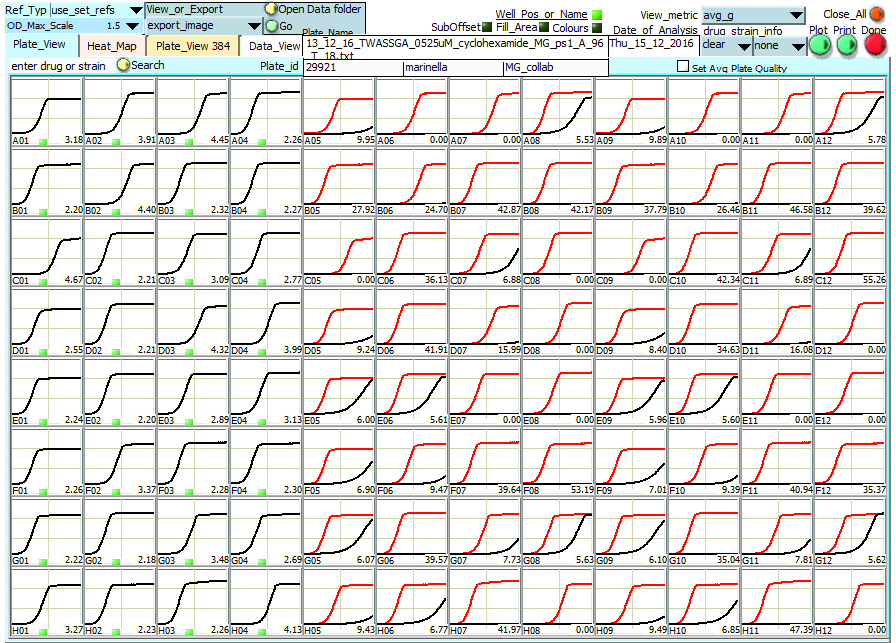 Ref_Typ use_set_refs View_or_Export Open Data folder
OD_Max_Scale 1.5 export_image Go Plate_Name SubOffset Fill_Area Colours Well_Pos_or_Name View_metric avg_g Close_All
Date_of_Analysis drug_strain_info Plot Print Done
Plate_View Heat_Map Plate_View 384 Data_View 13_12_16_TWASSGA_0525uM_cyclohexamide_MG_ps1_A_96_T_18.txt Thu_15_12_2016 clear none
enter drug or strain Search Plate_id 29921 marinella MG_collab Set Avg Plate Quality
A01 3.18 A02 3.91 A03 4.45 A04 2.26 A05 9.95 A06 0.00 A07 0.00 A08 5.53 A09 9.89 A10 0.00 A11 0.00 A12 5.78
B01 2.20 B02 4.40 B03 2.32 B04 2.27 B05 27.92 B06 24.70 B07 42.87 B08 42.17 B09 37.79 B10 26.46 B11 46.58 B12 39.62
C01 4.67 C02 2.21 C03 3.09 C04 2.77 C05 0.00 C06 36.13 C07 6.88 C08 0.00 C09 0.00 C10 42.34 C11 6.89 C12 55.26
D01 2.55 D02 2.21 D03 4.32 D04 3.99 D05 9.24 D06 41.91 D07 15.99 D08 0.00 D09 8.40 D10 34.63 D11 16.08 D12 0.00
E01 2.24 E02 2.20 E03 2.89 E04 3.13 E05 6.00 E06 5.61 E07 0.00 E08 0.00 E09 5.96 E10 5.60 E11 0.00 E12 0.00
F01 2.26 F02 3.37 F03 2.28 F04 2.30 F05 6.90 F06 9.47 F07 39.64 F08 53.19 F09 7.01 F10 9.39 F11 40.94 F12 35.37
G01 2.22 G02 2.18 G03 3.48 G04 2.69 G05 6.07 G06 39.57 G07 7.73 G08 5.63 G09 6.10 G10 35.04 G11 7.81 G12 5.62
H01 3.27 H02 2.23 H03 2.26 H04 4.13 H05 9.43 H06 6.77 H07 41.97 H08 0.00 H09 9.49 H10 6.85 H11 47.39 H12 0.00